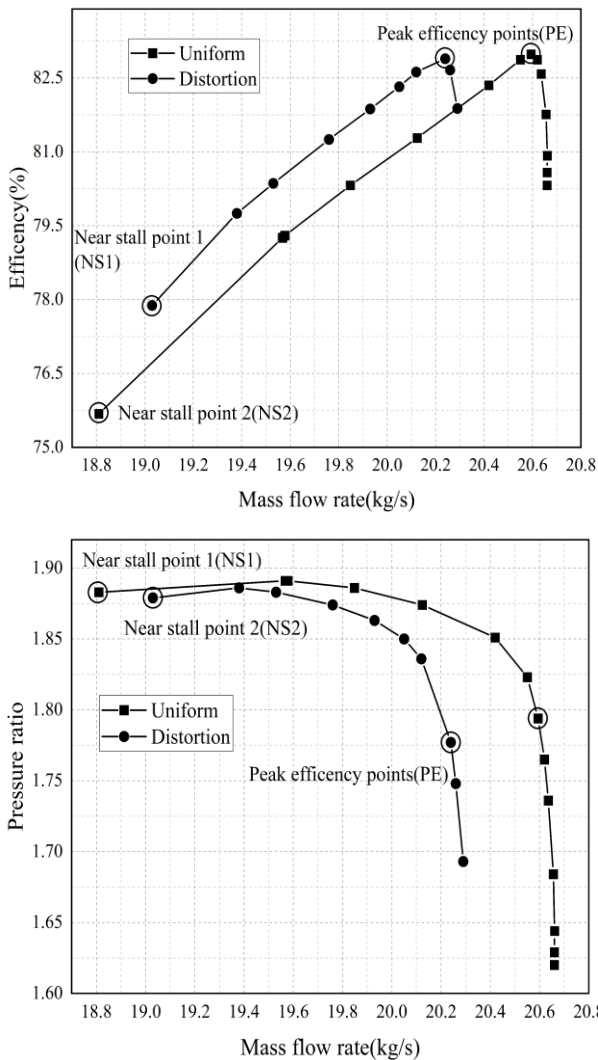 Peak efficency points(PE)
Uniform
Distortion
82.5
81.0
79.5
78.0
76.5
75.0
Efficency(%)
Near stall point 1
(NS1)
Near stall point 2(NS2)
18.8 19.0 19.2 19.4 19.6 19.8 20.0 20.2 20.4 20.6 20.8
Mass flow rate(kg/s)
Near stall point 1(NS1)
1.90
1.85
1.80
1.75
1.70
1.65
1.60
Pressure ratio
Near stall point 2(NS2)
Uniform
Distortion
Peak efficency points(PE)
18.8 19.0 19.2 19.4 19.6 19.8 20.0 20.2 20.4 20.6 20.8
Mass flow rate(kg/s)